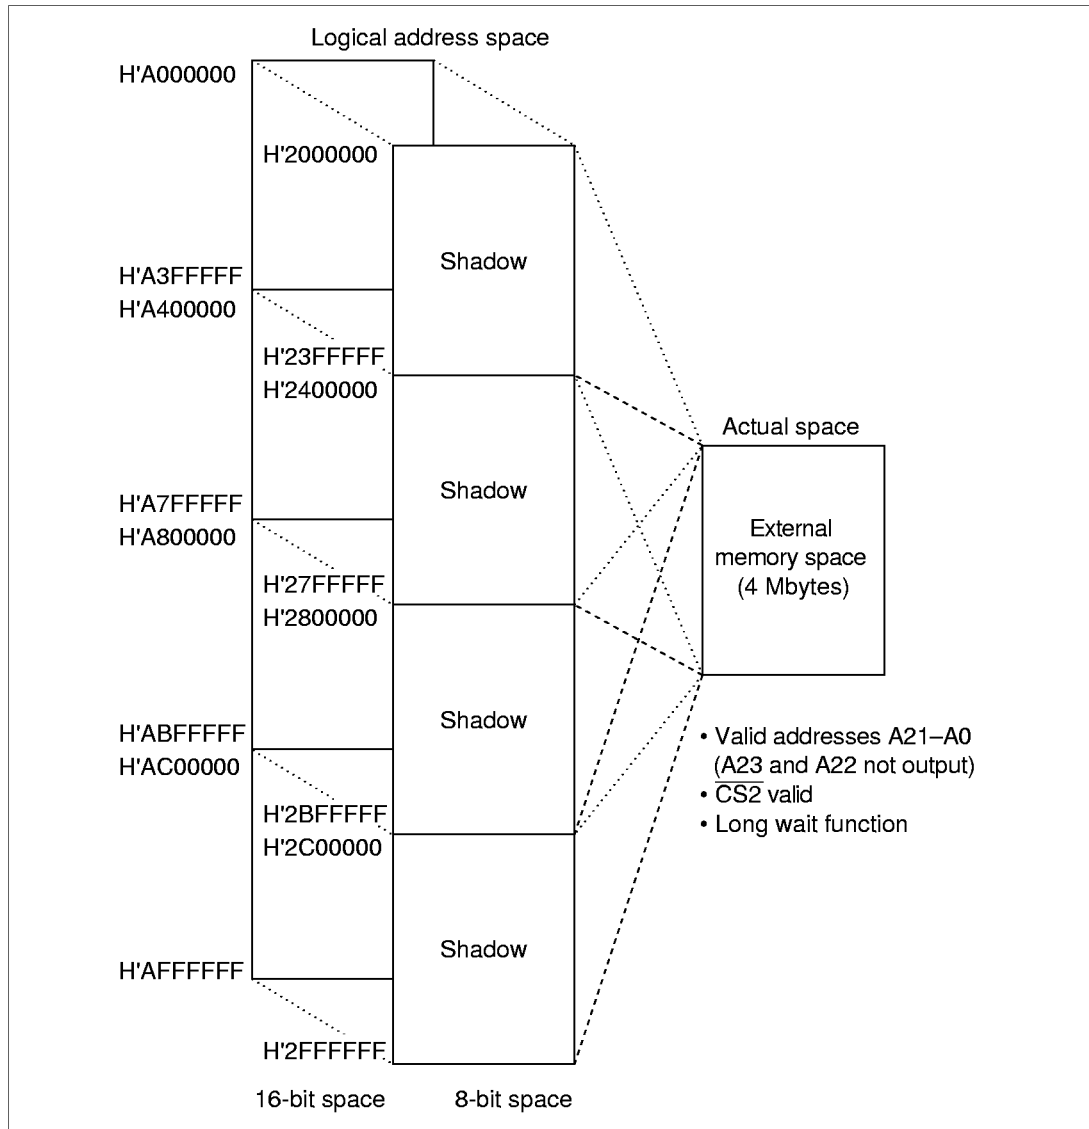 Logical address space
H'A000000
H'2000000
Shadow
H'A3FFFFF
H'A400000
H'23FFFFF
H'2400000
Actual space
Shadow
H'A7FFFFF
H'A800000
External
memory space
(4 Mbytes)
H'27FFFFF
H'2800000
Shadow
H'ABFFFFF
H'AC00000
• Valid addresses A21–A0
(A23 and A22 not output)
• C̅S̅2̅ valid
• Long wait function
H'2BFFFFF
H'2C00000
Shadow
H'AFFFFFF
H'2FFFFFF
16-bit space
8-bit space